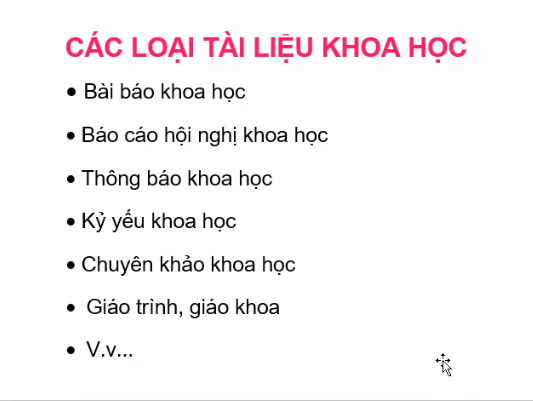 CÁC LOẠI TÀI LIỆU KHOA HỌC
• Bài báo khoa học
• Báo cáo hội nghị khoa học
• Thông báo khoa học
• Kỷ yếu khoa học
• Chuyên khảo khoa học
• Giáo trình, giáo khoa
• V.v...